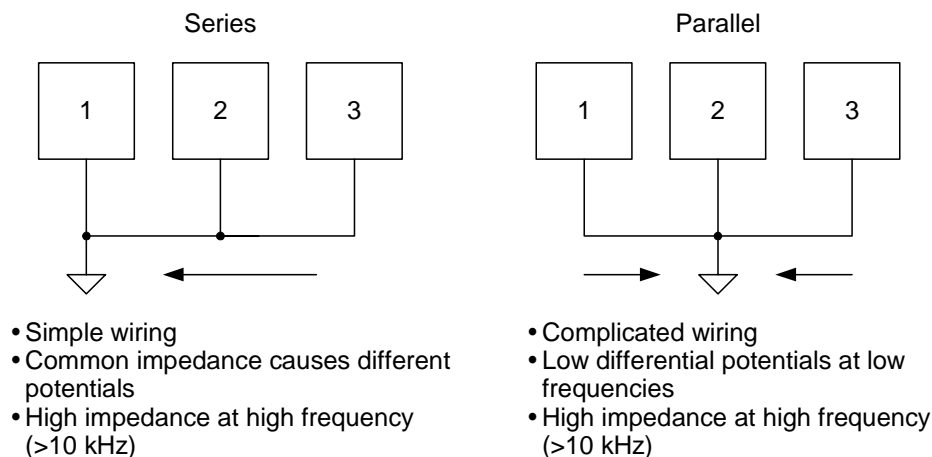 Series
1
2
3
• Simple wiring
• Common impedance causes different
potentials
• High impedance at high frequency
(>10 kHz)
Parallel
1
2
3
• Complicated wiring
• Low differential potentials at low
frequencies
• High impedance at high frequency
(>10 kHz)